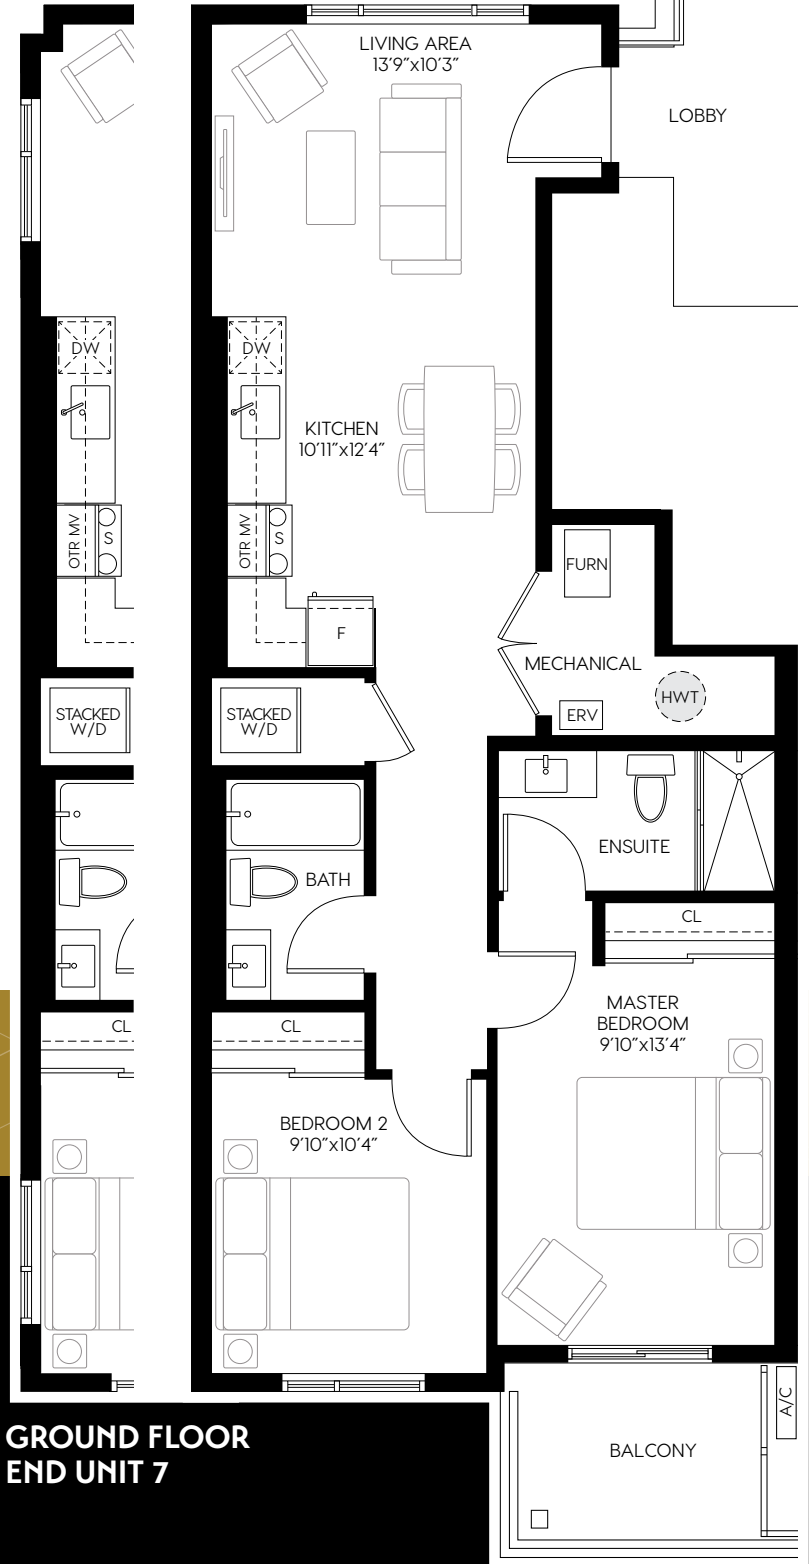 LIVING AREA
13'9"x10'3"
LOBBY
DW
DW
KITCHEN
10'11"x12'4"
OTR MV
S
OTR MV
S
FURN
F
MECHANICAL
HWT
STACKED
W/D
STACKED
W/D
ERV
ENSUITE
BATH
CL
MASTER
BEDROOM
9'10"x13'4"
CL
CL
BEDROOM 2
9'10"x10'4"
A/C
BALCONY
GROUND FLOOR
END UNIT 7